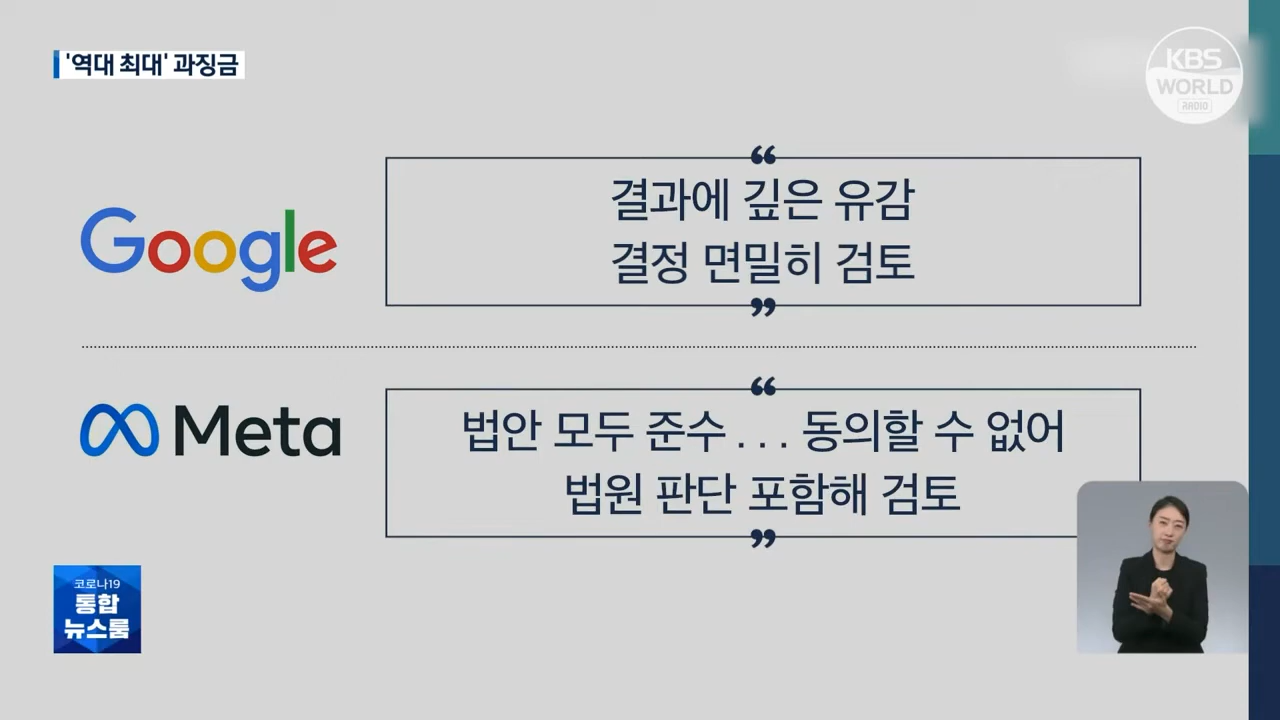 '역대 최대' 과징금
KBS
WORLD
RADIO
Google
“
결과에 깊은 유감
결정 면밀히 검토
”
Meta
“
법안 모두 준수... 동의할 수 없어
법원 판단 포함해 검토
”
코로나19
통합
뉴스룸